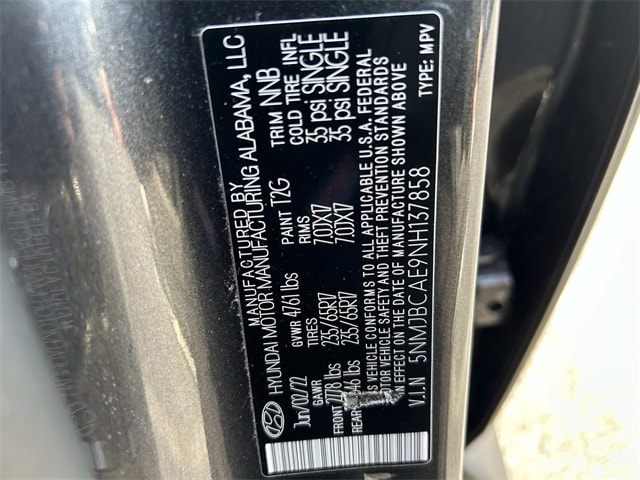 MANUFACTURED BY
HYUNDAI MOTOR MANUFACTURING ALABAMA, LLC
Jun/02/22 GVWR 4761 lbs PAINT T2G TRIM NNB
GAWR TIRES RIMS COLD TIRE INFL
FRONT 2778 lbs 235/65R17 7.00X17 35 psi SINGLE
REAR lbs 235/65R17 7.00X17 35 psi SINGLE
THIS VEHICLE CONFORMS TO ALL APPLICABLE U.S.A. FEDERAL
MOTOR VEHICLE SAFETY AND THEFT PREVENTION STANDARDS
IN EFFECT ON THE DATE OF MANUFACTURE SHOWN ABOVE
V.I.N 5NMJBCAE9NH137858 TYPE: MPV